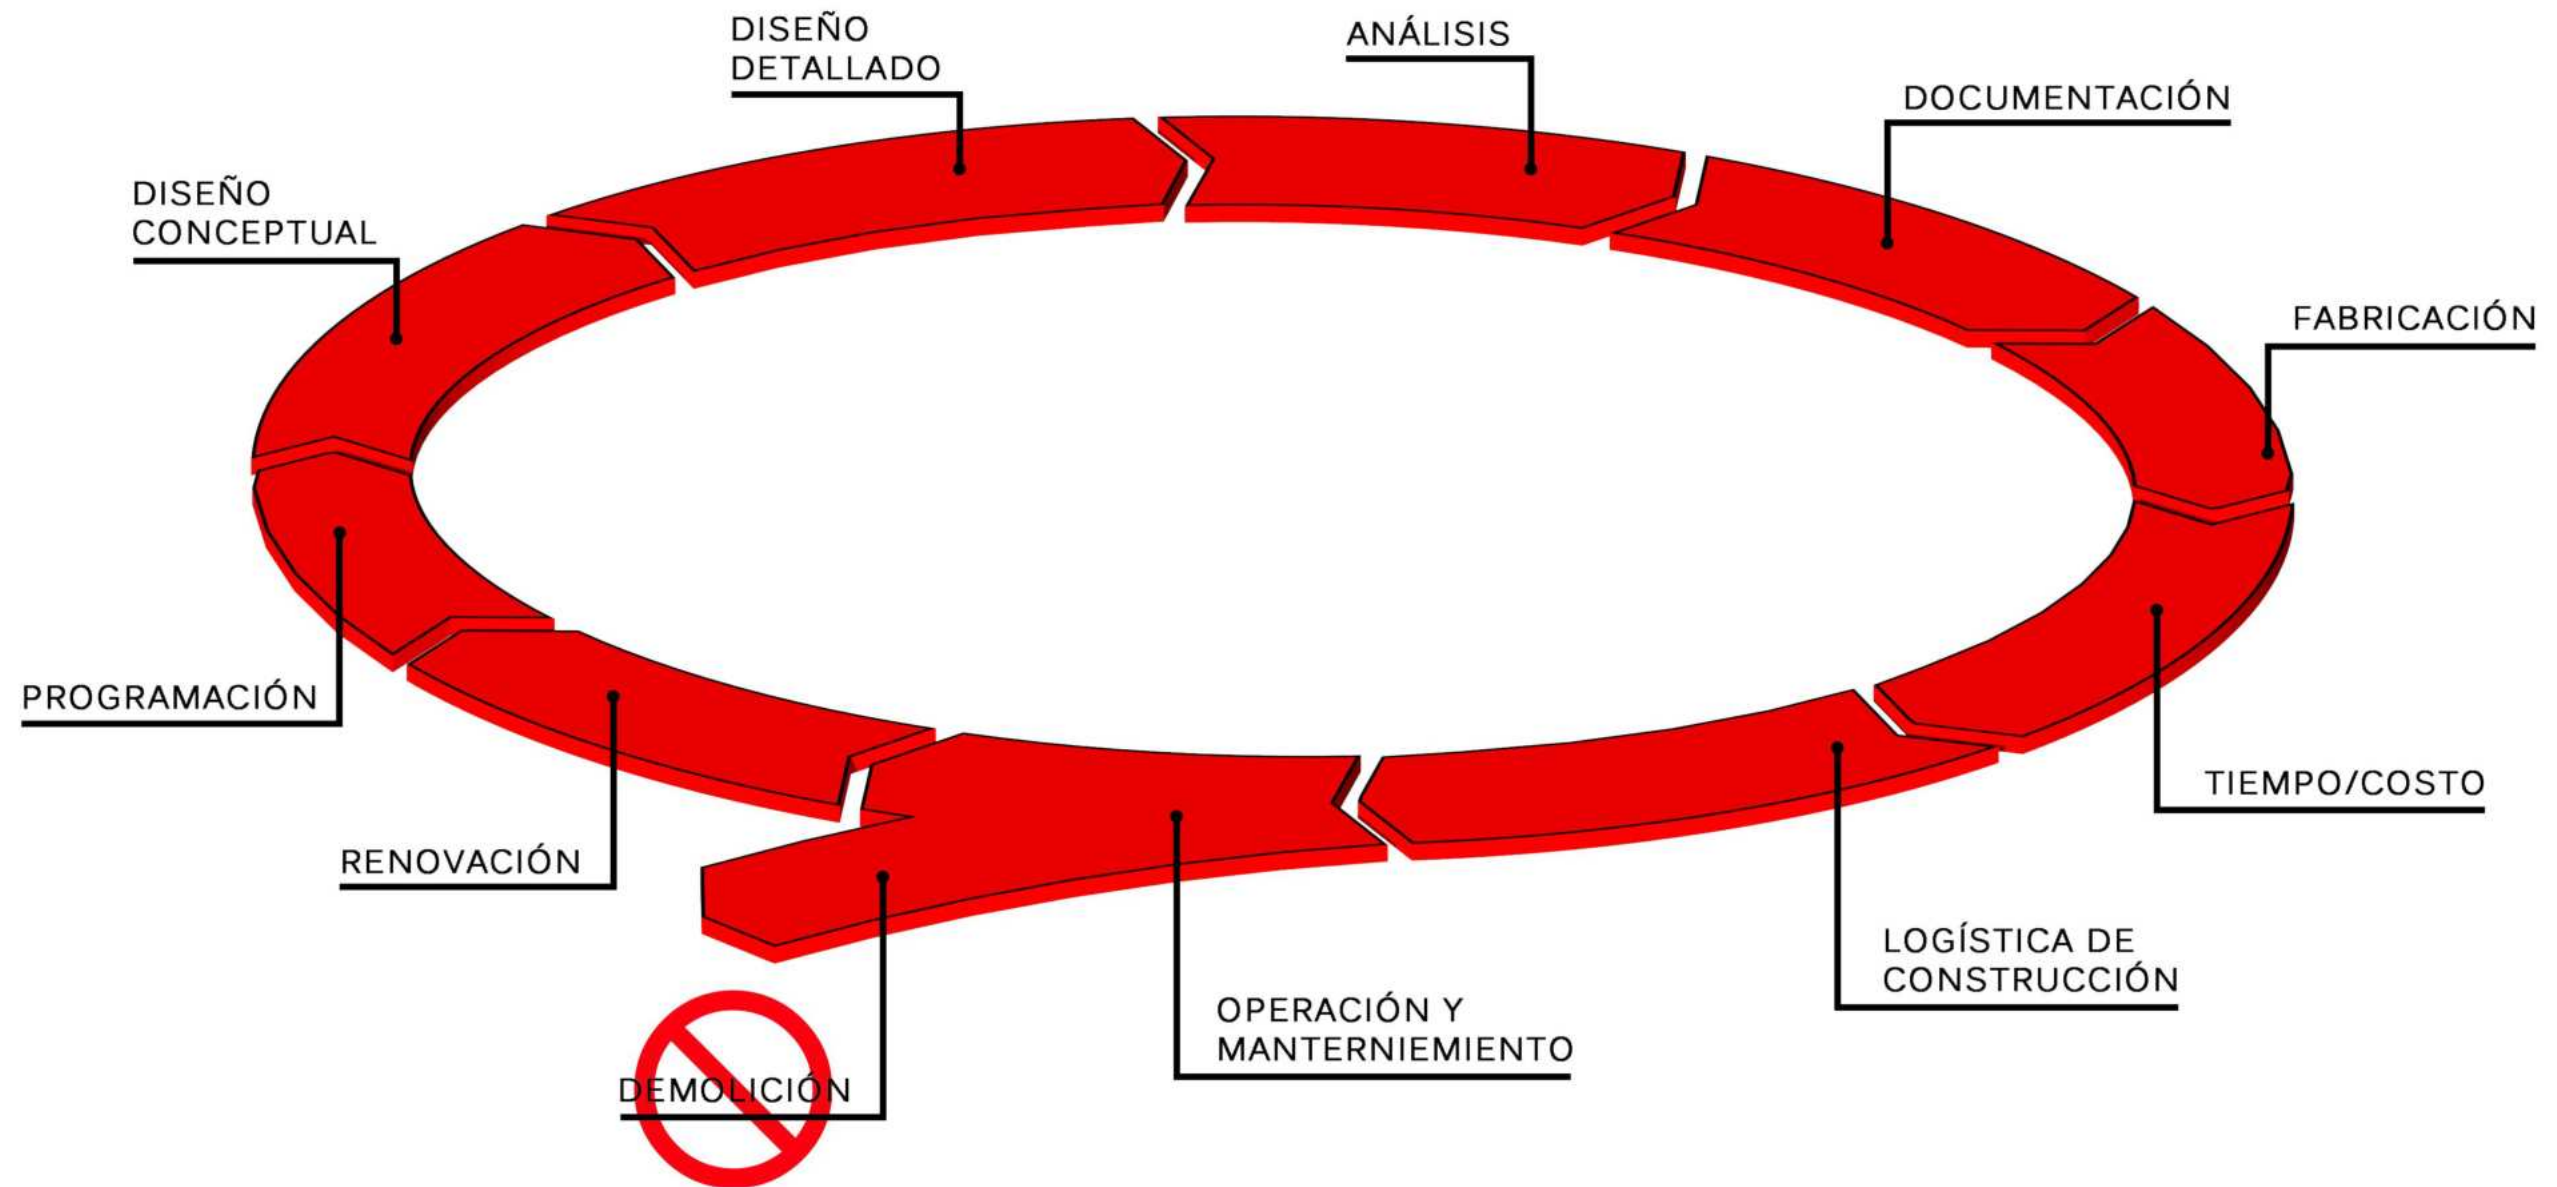 DISEÑO
DETALLADO
ANÁLISIS
DOCUMENTACIÓN
DISEÑO
CONCEPTUAL
FABRICACIÓN
PROGRAMACIÓN
TIEMPO/COSTO
RENOVACIÓN
LOGÍSTICA DE
CONSTRUCCIÓN
OPERACIÓN Y
MANTERNIEMIENTO
DEMOLICIÓN